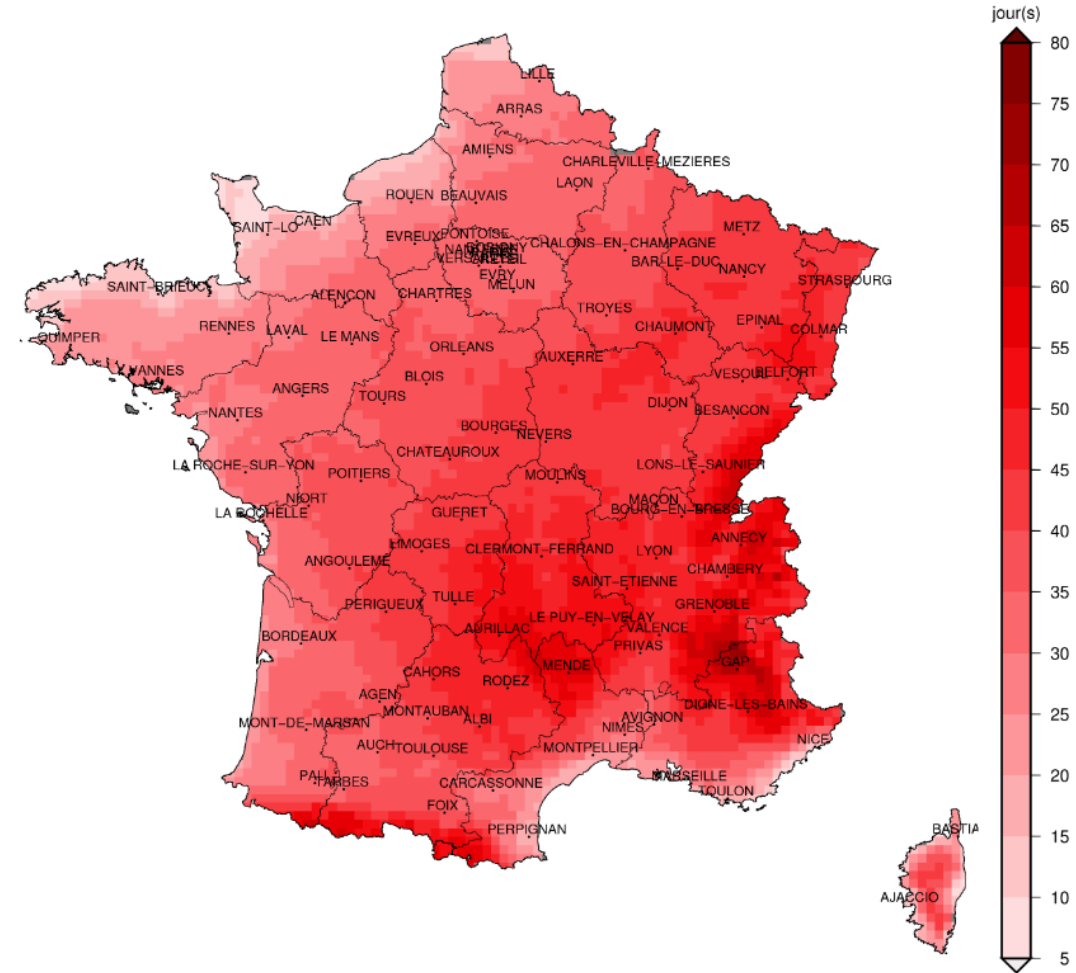 jour(s)
80
75
70
65
60
55
50
45
40
35
30
25
20
15
10
5
LILLE
ARRAS
AMIENS
CHARLEVILLE-MEZIERES
LAON
ROUEN
BEAUVAIS
CAEN
SAINT-LO
METZ
EVREUX
PONTOISE
CHALONS-EN-CHAMPAGNE
BAR-LE-DUC
NANCY
EVRY
MELUN
STRASBOURG
SAINT-BRIEUC
ALENCON
CHARTRES
TROYES
RENNES
LAVAL
LE MANS
CHAUMONT
EPINAL
COLMAR
QUIMPER
ORLEANS
AUXERRE
VANNES
BLOIS
VESOUL
BELFORT
ANGERS
TOURS
DIJON
BESANCON
NANTES
BOURGES
NEVERS
CHATEAUROUX
LA ROCHE-SUR-YON
POITIERS
MOULINS
LONS-LE-SAUNIER
NIORT
MACON
LA ROCHELLE
GUERET
BOURG-EN-BRESSE
ANNECY
LIMOGES
CLERMONT-FERRAND
LYON
ANGOULEME
CHAMBERY
SAINT-ETIENNE
PERIGUEUX
TULLE
GRENOBLE
LE PUY-EN-VELAY
BORDEAUX
AURILLAC
VALENCE
PRIVAS
MENDE
GAP
CAHORS
RODEZ
AGEN
MONTAUBAN
DIGNE-LES-BAINS
MONT-DE-MARSAN
ALBI
AVIGNON
NIMES
AUCH
TOULOUSE
MONTPELLIER
NICE
PAU
TARBES
CARCASSONNE
MARSEILLE
TOULON
FOIX
PERPIGNAN
BASTIA
AJACCIO